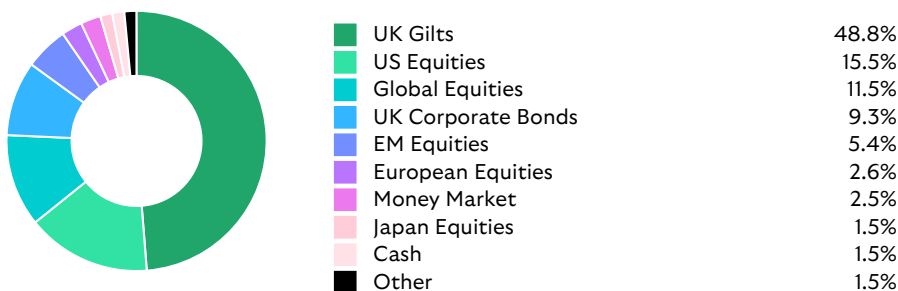 UK Gilts 48.8%
US Equities 15.5%
Global Equities 11.5%
UK Corporate Bonds 9.3%
EM Equities 5.4%
European Equities 2.6%
Money Market 2.5%
Japan Equities 1.5%
Cash 1.5%
Other 1.5%